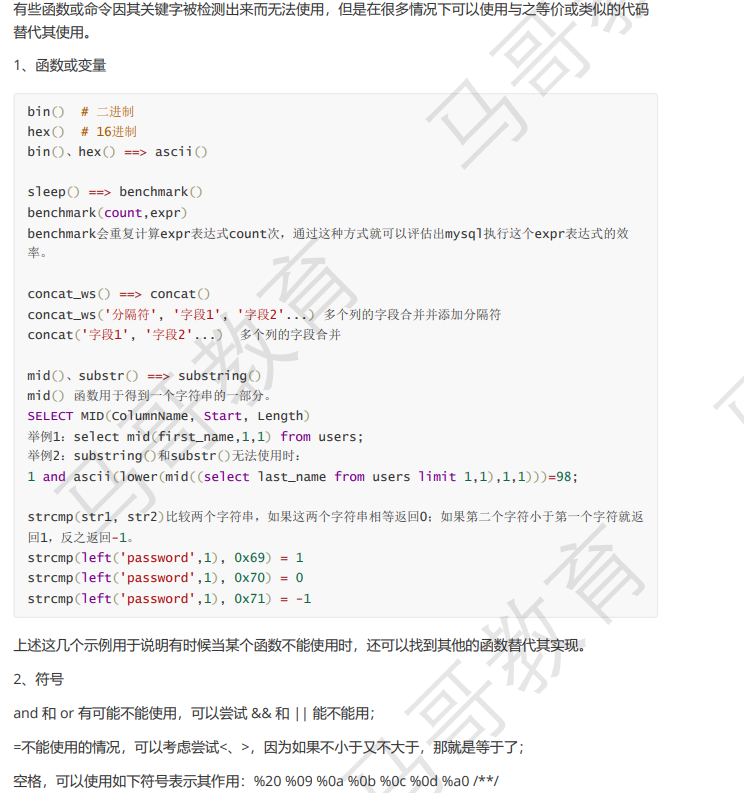 有些函数或命令因其关键字被检测出来而无法使用，但是在很多情况下可以使用与之等价或类似的代码
替代其使用。
1、函数或变量
bin()  # 二进制
hex()  # 16进制
bin()、hex() ==> ascii()
sleep() ==> benchmark()
benchmark(count,expr)
benchmark会重复计算expr表达式count次，通过这种方式就可以评估出mysql执行这个expr表达式的效
率。
concat_ws() ==> concat()
concat_ws('分隔符', '字段1', '字段2'...) 多个列的字段合并并添加分隔符
concat('字段1', '字段2'...)  多个列的字段合并
mid()、substr() ==> substring()
mid() 函数用于得到一个字符串的一部分。
SELECT MID(ColumnName, Start, Length)
举例1：select mid(first_name,1,1) from users;
举例2：substring()和substr()无法使用时：
1 and ascii(lower(mid((select last_name from users limit 1,1),1,1)))=98;
strcmp(str1, str2)比较两个字符串，如果这两个字符串相等返回0；如果第二个字符小于第一个字符就返
回1，反之返回-1。
strcmp(left('password',1), 0x69) = 1
strcmp(left('password',1), 0x70) = 0
strcmp(left('password',1), 0x71) = -1
上述这几个示例用于说明有时候当某个函数不能使用时，还可以找到其他的函数替代其实现。
2、符号
and 和 or 有可能不能使用，可以尝试 && 和 || 能不能用；
=不能使用的情况，可以考虑尝试<、>，因为如果不小于又不大于，那就是等于了；
空格，可以使用如下符号表示其作用：%20 %09 %0a %0b %0c %0d %a0 /**/
马哥教育
马哥教育
马哥教育